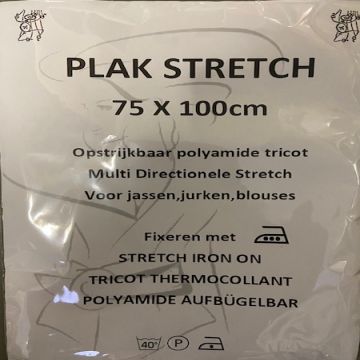 PLAK STRETCH
75 X 100cm
Opstrijkbaar polyamide tricot
Multi Directionele Stretch
Voor jassen,jurken,blouses
Fixeren met
STRETCH IRON ON
TRICOT THERMOCOLLANT
POLYAMIDE AUFBÜGELBAR
40° P